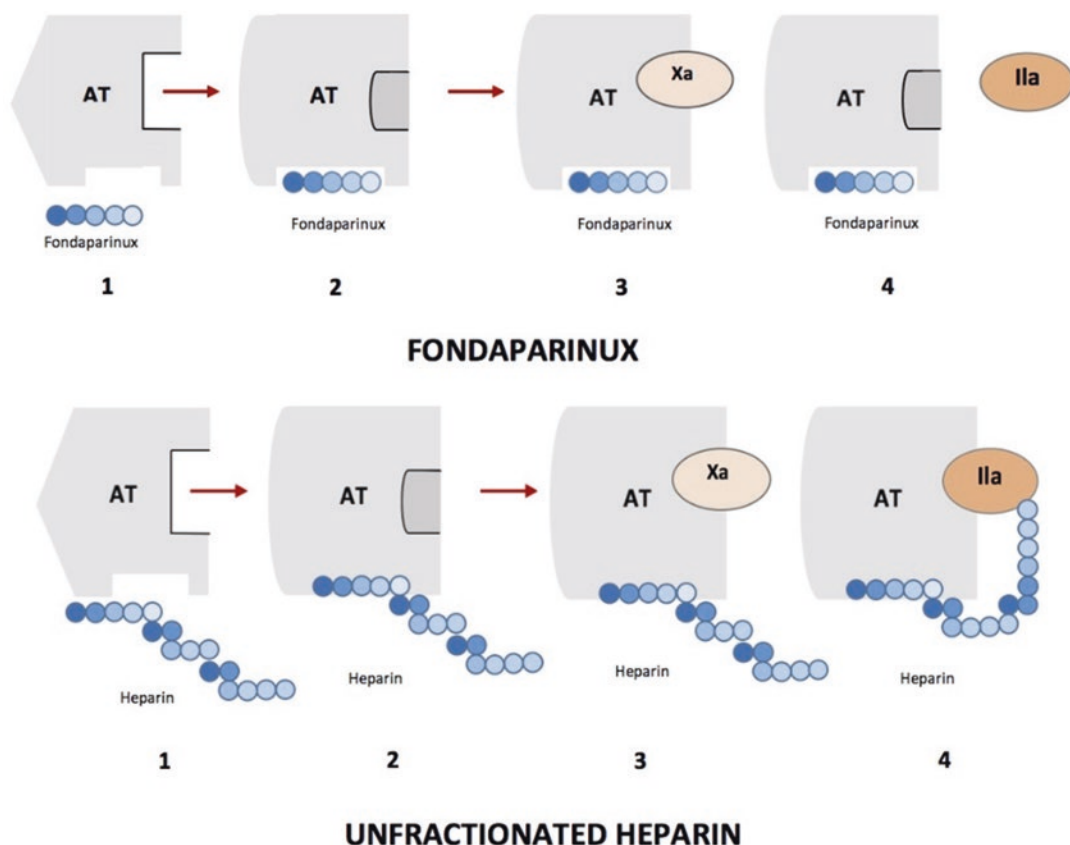 AT
AT
AT
Xa
AT
IIa
Fondaparinux
Fondaparinux
Fondaparinux
Fondaparinux
1
2
3
4
FONDAPARINUX
AT
AT
AT
Xa
AT
IIa
Heparin
Heparin
Heparin
Heparin
1
2
3
4
UNFRACTIONATED HEPARIN